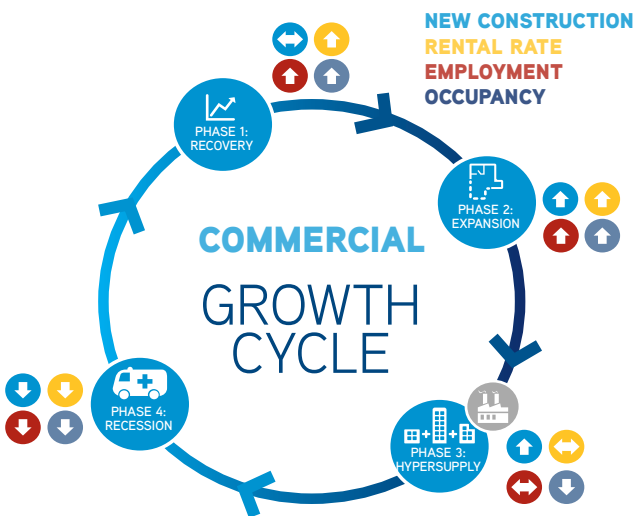 NEW CONSTRUCTION
RENTAL RATE
EMPLOYMENT
OCCUPANCY
PHASE 1:
RECOVERY
PHASE 2:
EXPANSION
COMMERCIAL
GROWTH
CYCLE
PHASE 4:
RECESSION
PHASE 3:
HYPERSUPPLY